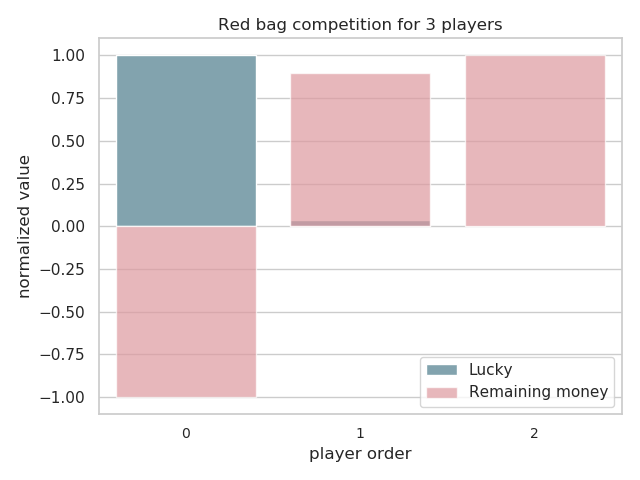 Red bag competition for 3 players
normalized value
1.00
0.75
0.50
0.25
0.00
−0.25
−0.50
−0.75
−1.00
Lucky
Remaining money
0 1 2
player order